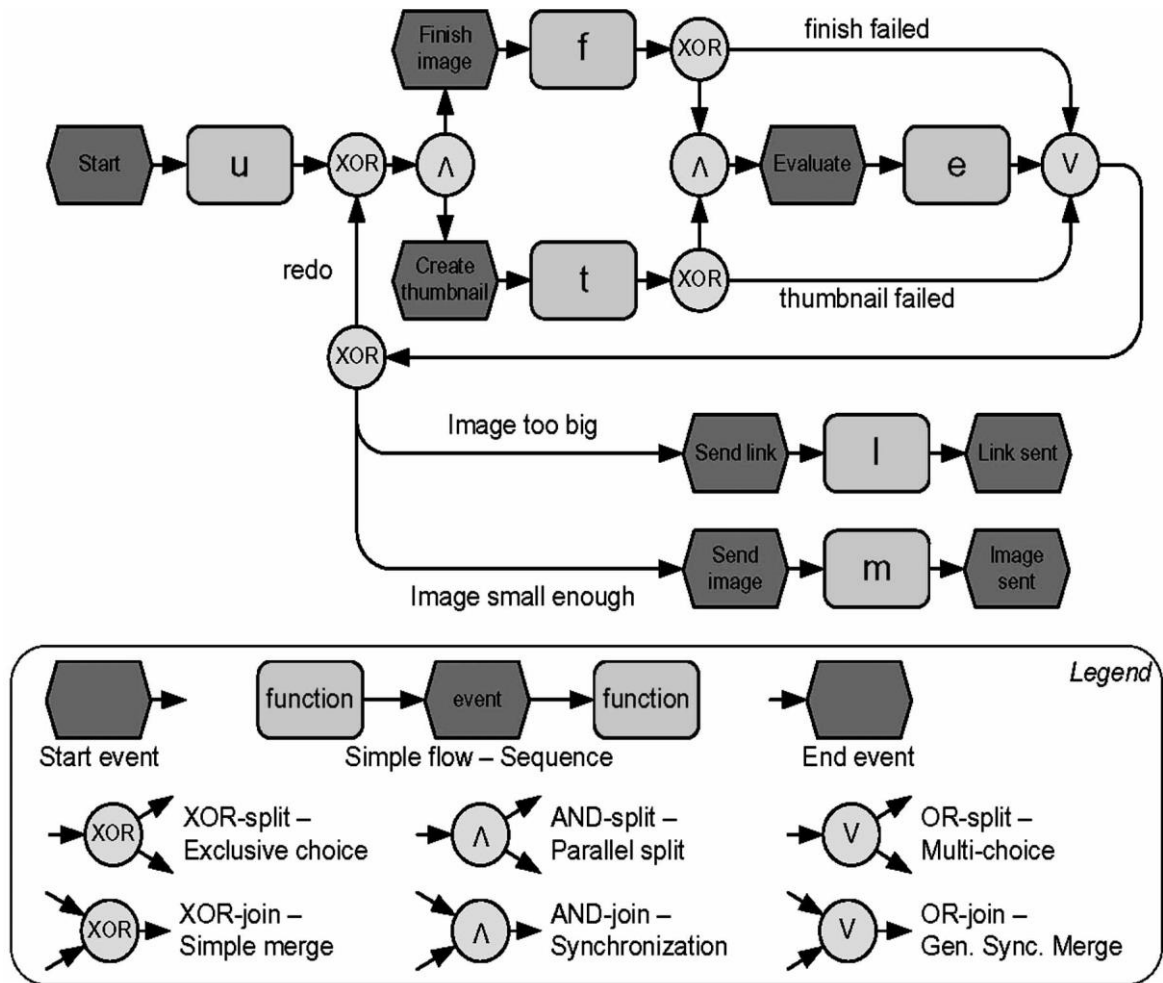 Finish
image
f
XOR
finish failed
Start
u
XOR
∧
∧
Evaluate
e
V
redo
Create
thumbnail
t
XOR
thumbnail failed
XOR
Image too big
Send link
l
Link sent
Send
image
m
Image
sent
Image small enough
Legend
function
event
function
Start event
Simple flow – Sequence
End event
XOR
XOR-split –
Exclusive choice
∧
AND-split –
Parallel split
V
OR-split –
Multi-choice
XOR
XOR-join –
Simple merge
∧
AND-join –
Synchronization
V
OR-join –
Gen. Sync. Merge